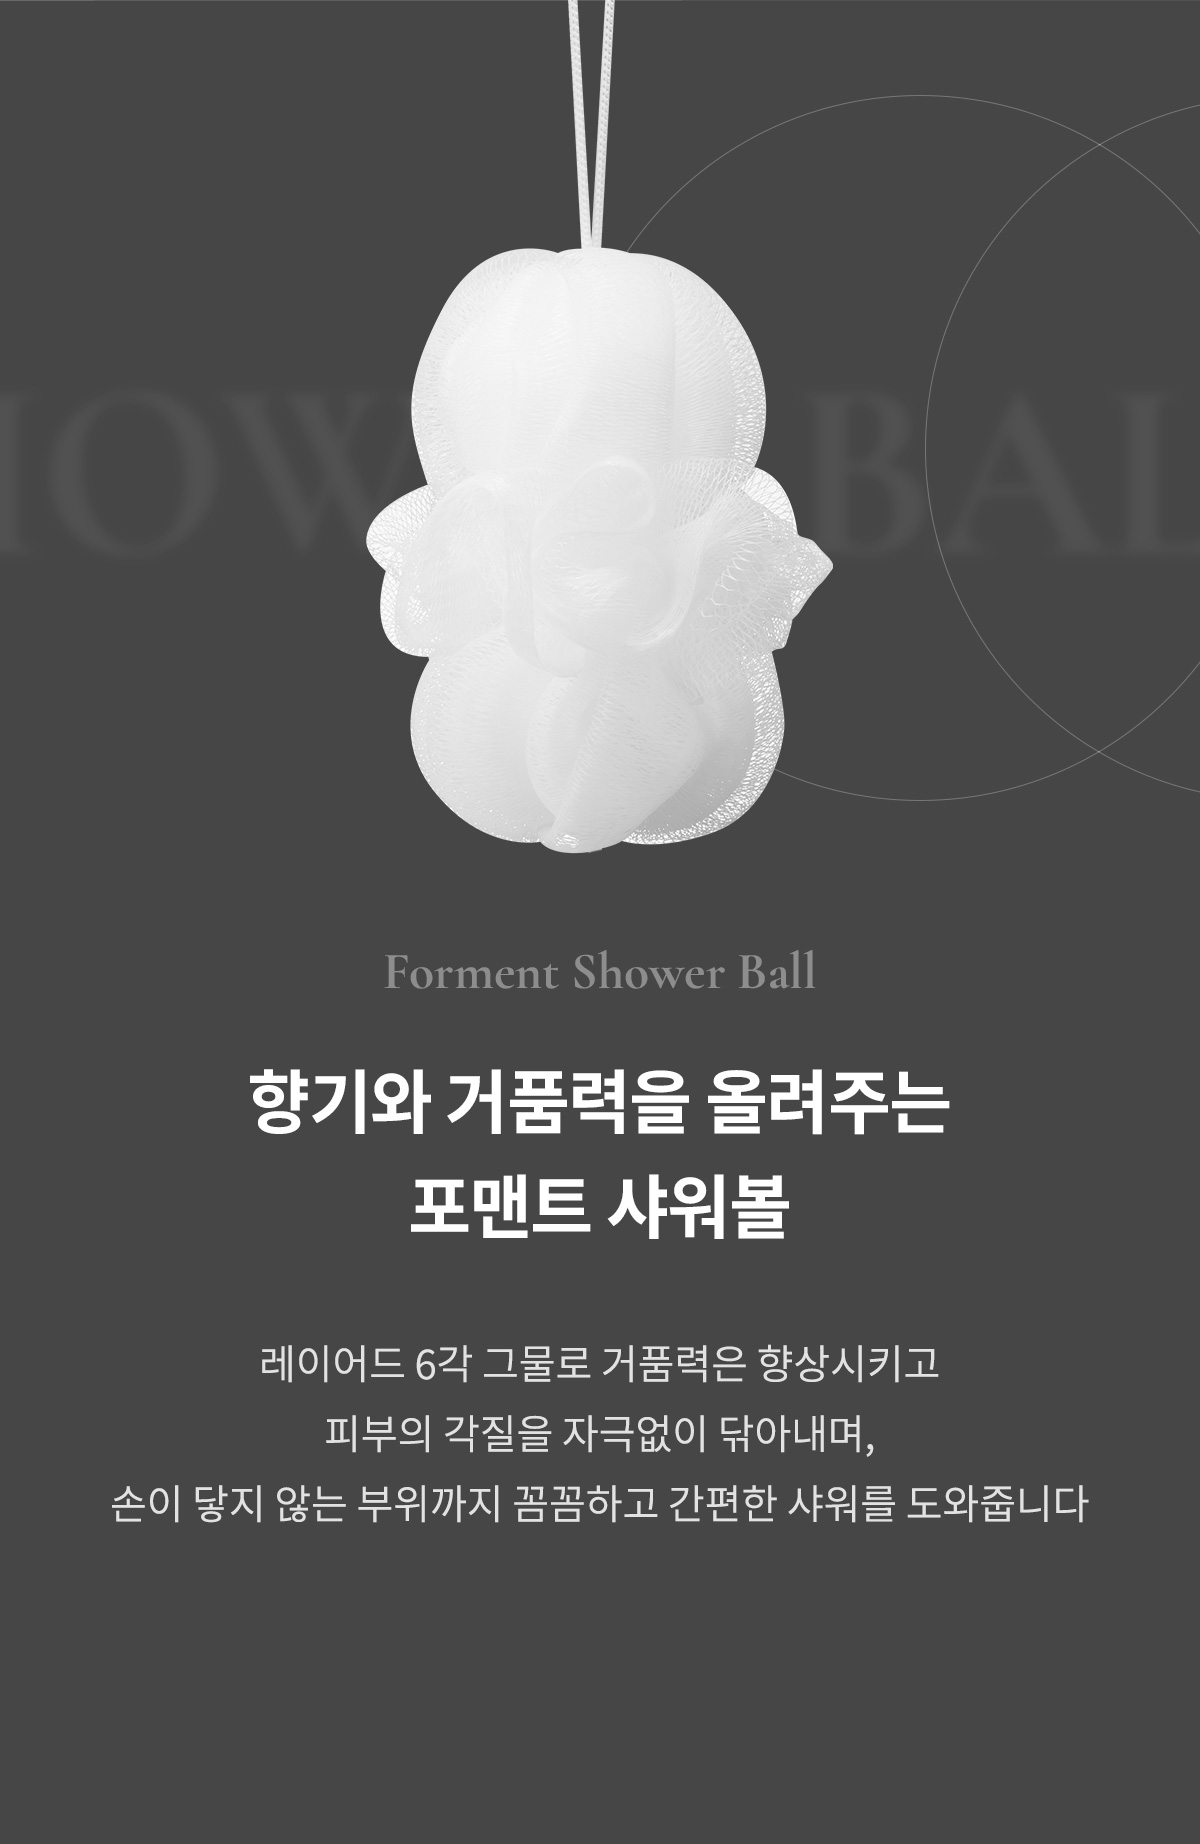 HOW BAL
Forment Shower Ball
향기와 거품력을 올려주는
포맨트 샤워볼
레이어드 6각 그물로 거품력은 향상시키고
피부의 각질을 자극없이 닦아내며,
손이 닿지 않는 부위까지 꼼꼼하고 간편한 샤워를 도와줍니다